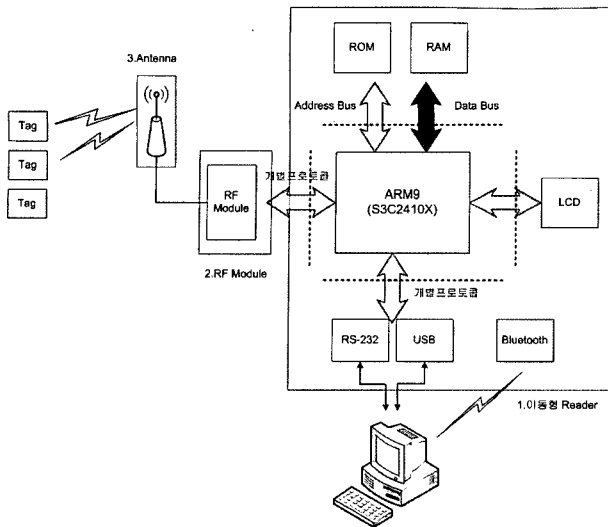 ROM
RAM
3.Antenna
Address Bus
Data Bus
Tag
Tag
Tag
개별프로토콜
RF
Module
ARM9
(S3C2410X)
LCD
2.RF Module
개별프로토콜
RS-232
USB
Bluetooth
1.이동형 Reader